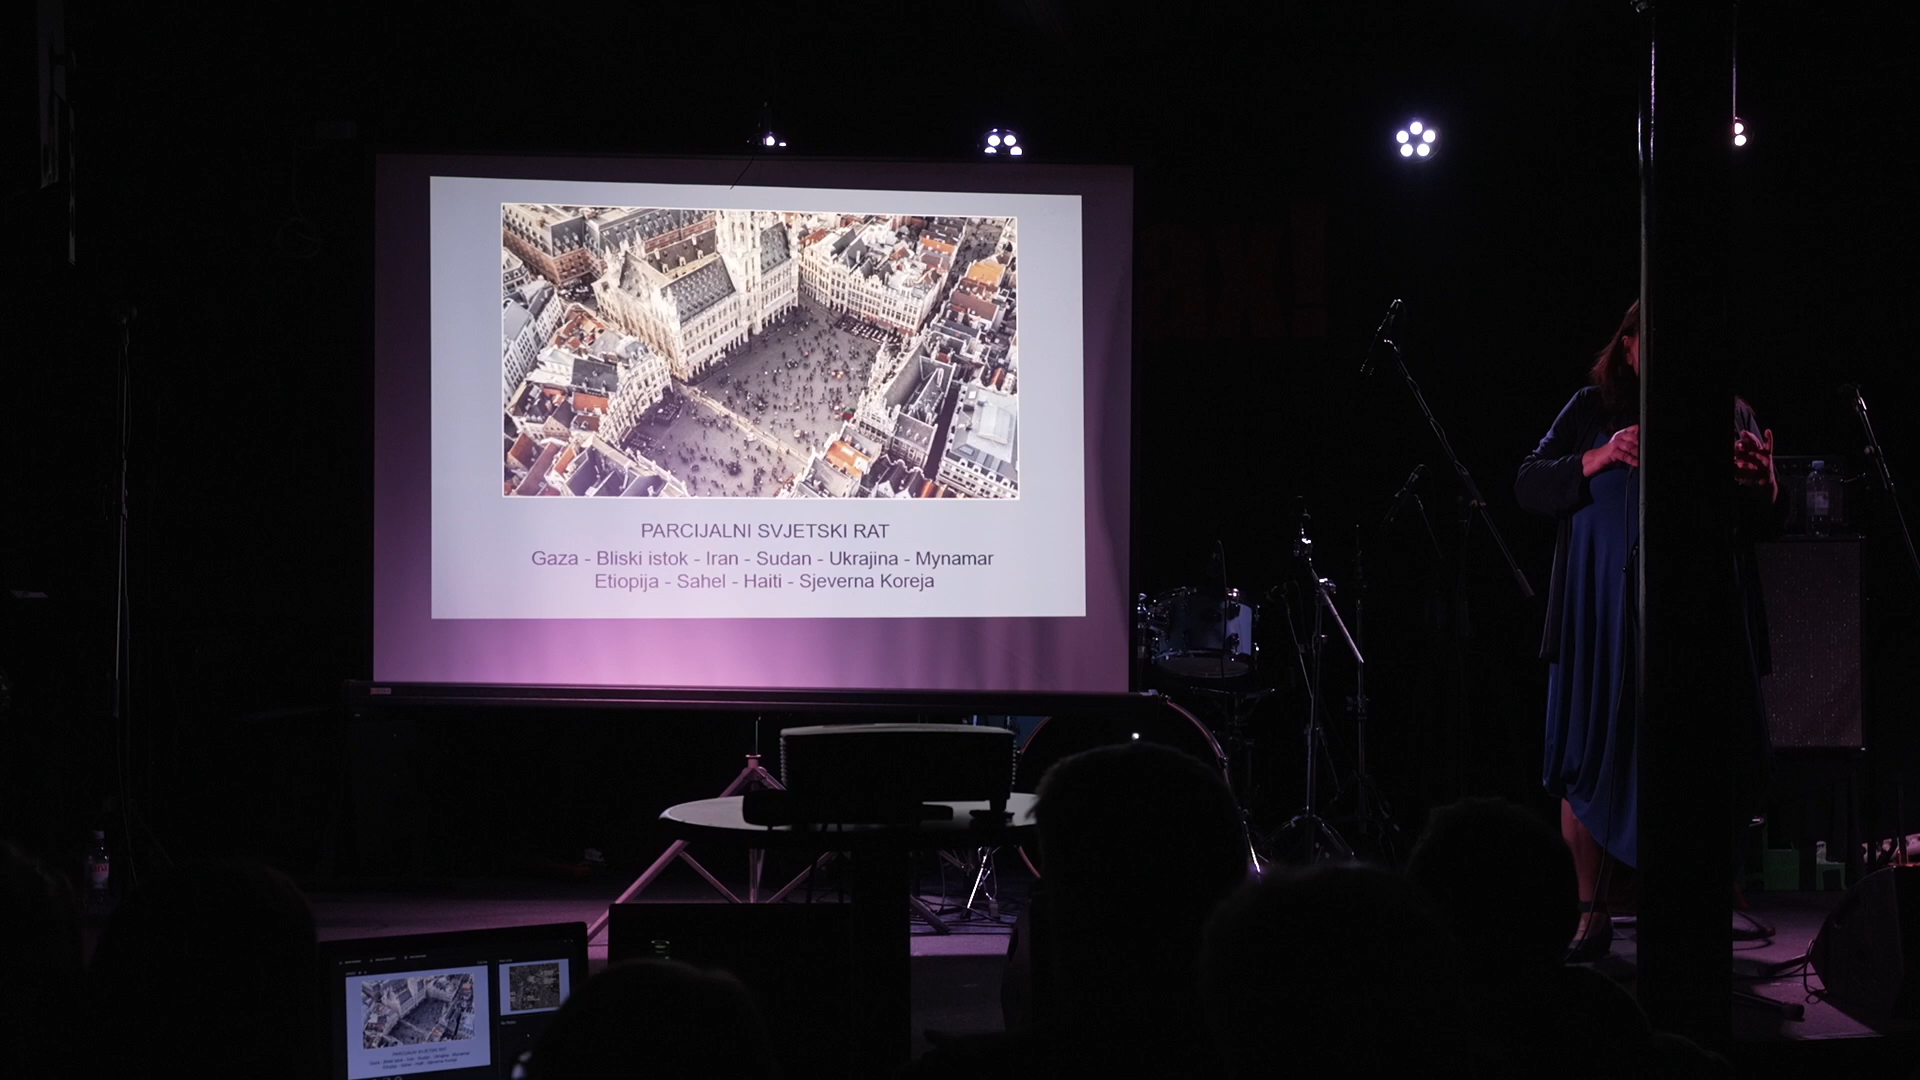 PARCIJALNI SVJETSKI RAT
Gaza - Bliski istok - Iran - Sudan - Ukrajina - Mynamar
Etiopija - Sahel - Haiti - Sjeverna Koreja